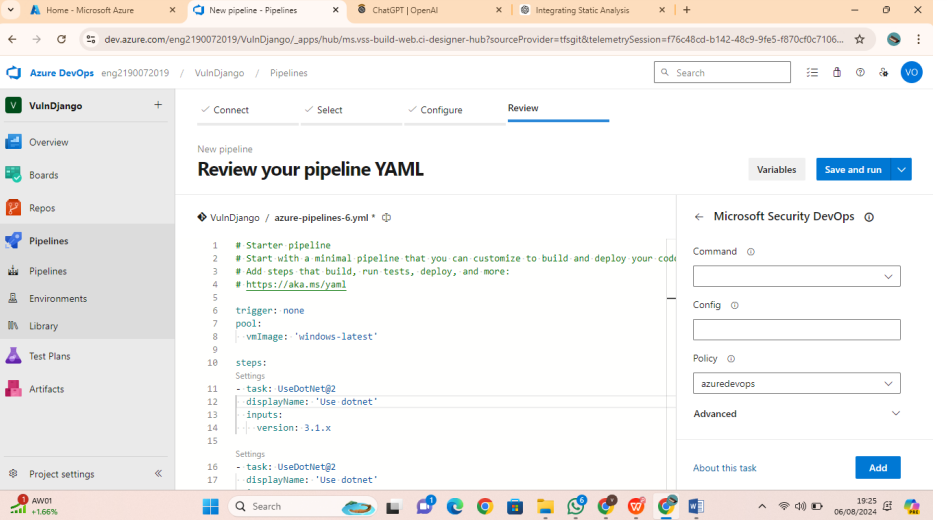 Home - Microsoft Azure
New pipeline - Pipelines
ChatGPT | OpenAI
Integrating Static Analysis
dev.azure.com/eng2190072019/VulnDjango/_apps/hub/ms.vss-build-web.ci-designer-hub?sourceProvider=tfsgit&telemetrySession=f76c48cd-b142-48c9-9fe5-f870cf0c7106...
Azure DevOps eng2190072019 / VulnDjango / Pipelines
Search
VO
V VulnDjango
Overview
Boards
Repos
Pipelines
Pipelines
Environments
Library
Test Plans
Artifacts
Project settings
Connect
Select
Configure
Review
New pipeline
Review your pipeline YAML
Variables
Save and run
VulnDjango / azure-pipelines-6.yml *
1 # Starter pipeline
2 # Start with a minimal pipeline that you can customize to build and deploy your code
3 # Add steps that build, run tests, deploy, and more:
4 # https://aka.ms/yaml
5
6 trigger: none
7 pool:
8 vmImage: 'windows-latest'
9
10 steps:
Settings
11 - task: UseDotNet@2
12 displayName: 'Use dotnet'
13 inputs:
14 version: 3.1.x
15
Settings
16 - task: UseDotNet@2
17 displayName: 'Use dotnet'
Microsoft Security DevOps
Command
Config
Policy
azuredevops
Advanced
About this task
Add
1
AW01
+1.66%
Search
1
6
V
19:25
06/08/2024